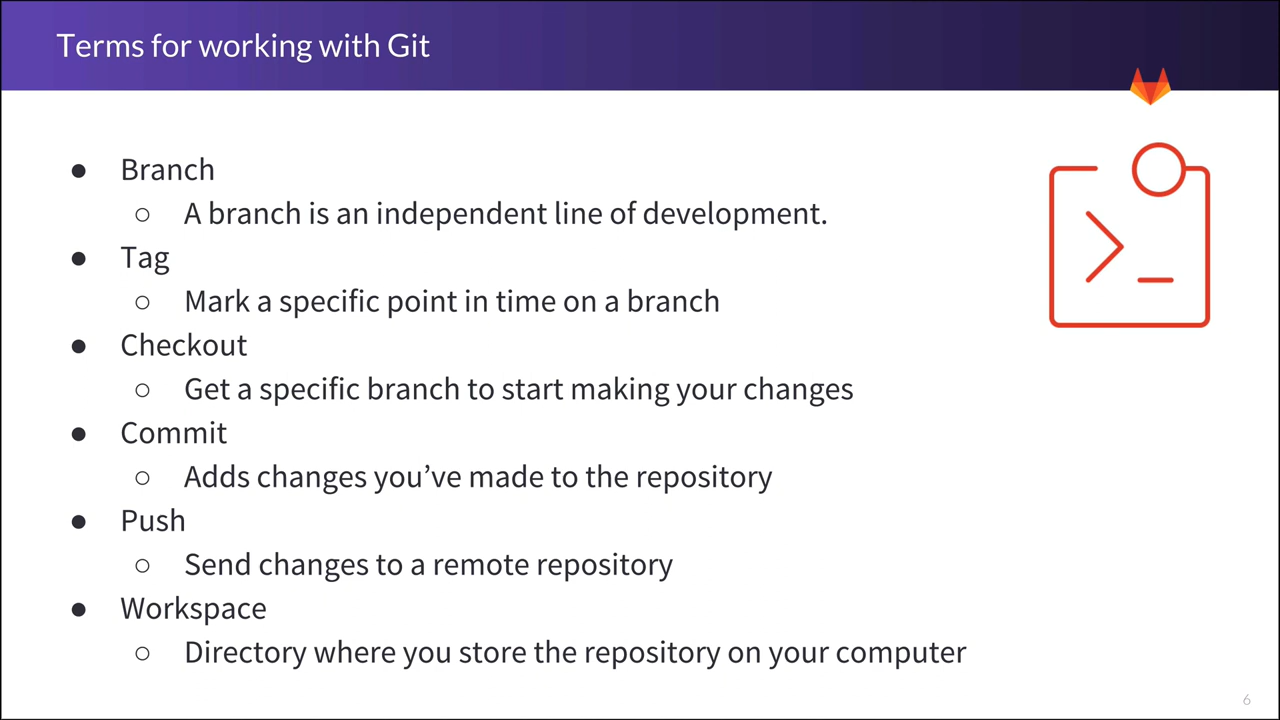 Terms for working with Git
● Branch
○ A branch is an independent line of development.
● Tag
○ Mark a specific point in time on a branch
● Checkout
○ Get a specific branch to start making your changes
● Commit
○ Adds changes you’ve made to the repository
● Push
○ Send changes to a remote repository
● Workspace
○ Directory where you store the repository on your computer
6